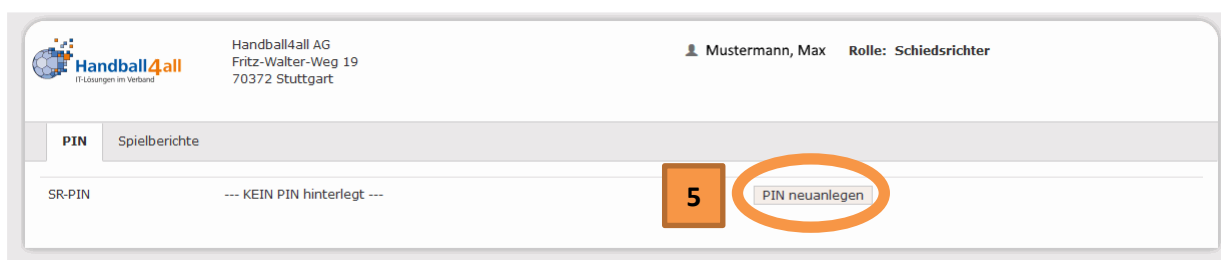 Handball4all
IT-Lösungen im Verband
Handball4all AG
Fritz-Walter-Weg 19
70372 Stuttgart
Mustermann, Max Rolle: Schiedsrichter
PIN Spielberichte
SR-PIN --- KEIN PIN hinterlegt --- 5 PIN neuanlegen